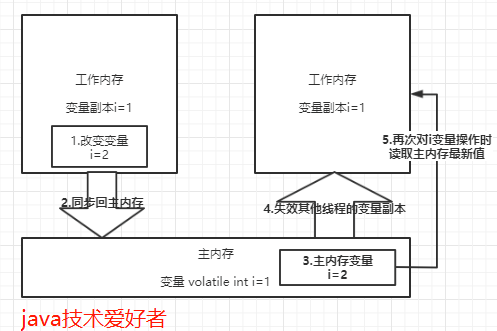 工作内存
变量副本i=1
1.改变变量
i=2
2.同步回主内存
工作内存
变量副本i=1
5.再次对i变量操作时
读取主内存最新值
4.失效其他线程的变量副本
主内存
变量 volatile int i=1
3.主内存变量
i=2
java技术爱好者